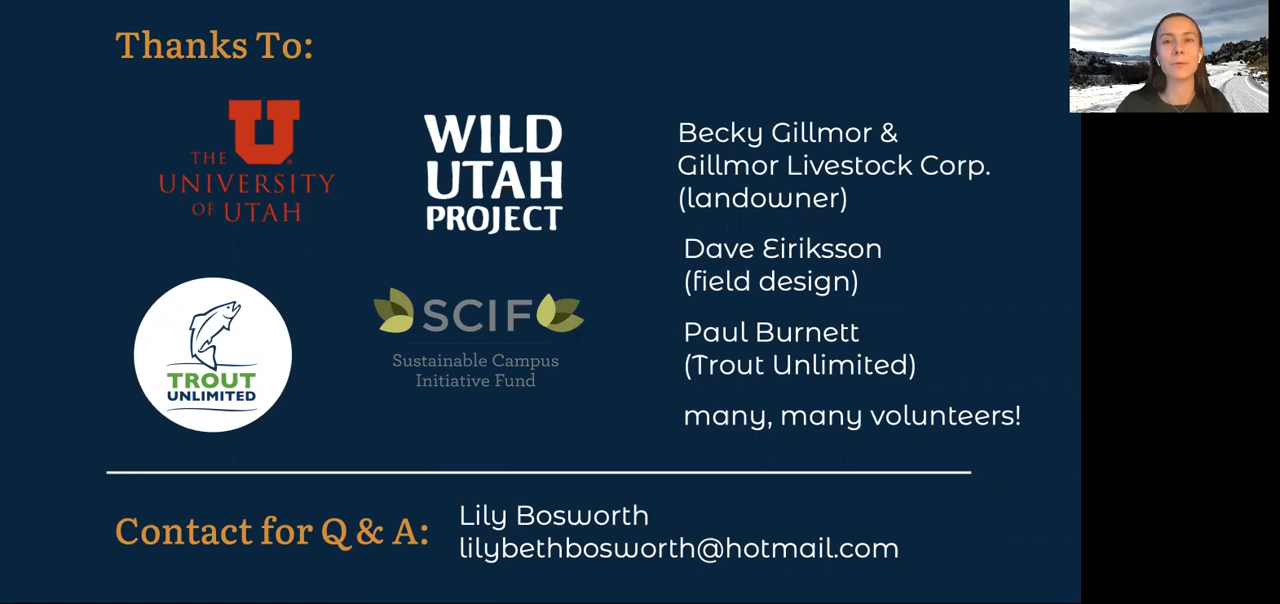 Thanks To:
U
THE
UNIVERSITY
OF UTAH
WILD
UTAH
PROJECT
TROUT
UNLIMITED
SCIF
Sustainable Campus
Initiative Fund
Becky Gillmor &
Gillmor Livestock Corp.
(landowner)
Dave Eiriksson
(field design)
Paul Burnett
(Trout Unlimited)
many, many volunteers!
Contact for Q & A:
Lily Bosworth
lilybethbosworth@hotmail.com